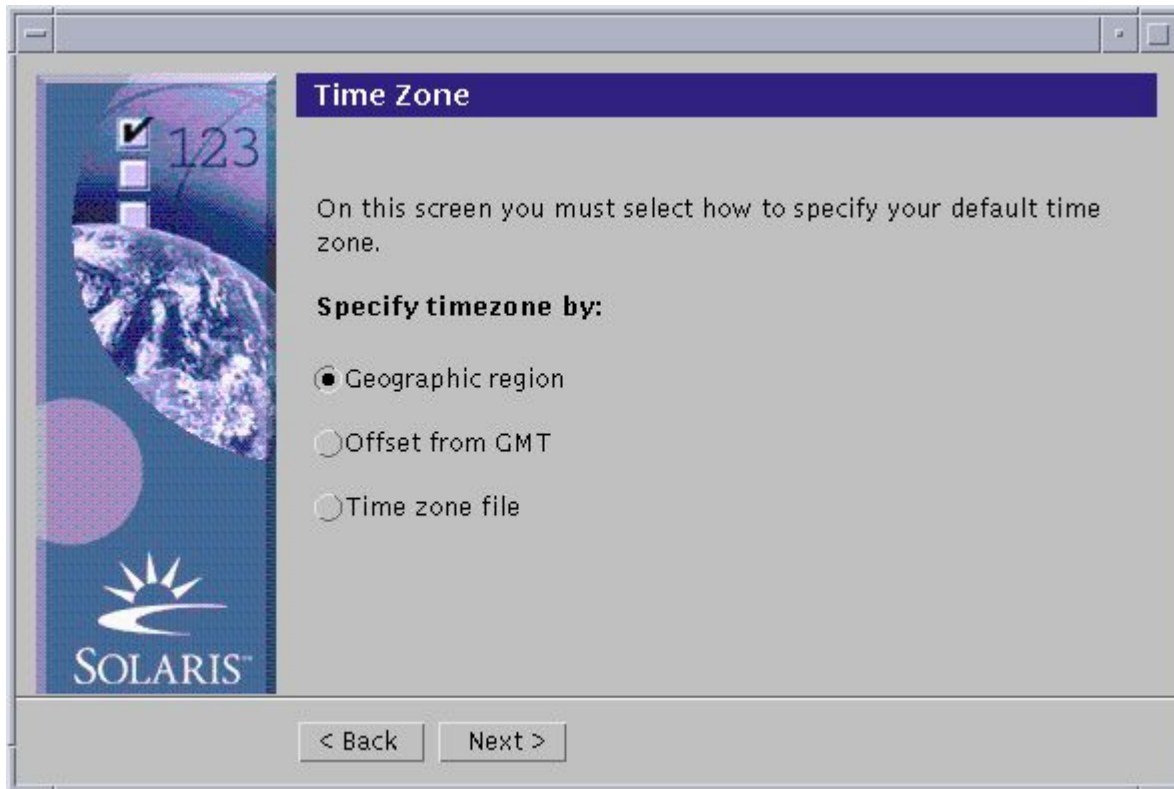 Time Zone
123
On this screen you must select how to specify your default time
zone.
Specify timezone by:
Geographic region
Offset from GMT
Time zone file
SOLARIS™
< Back
Next >